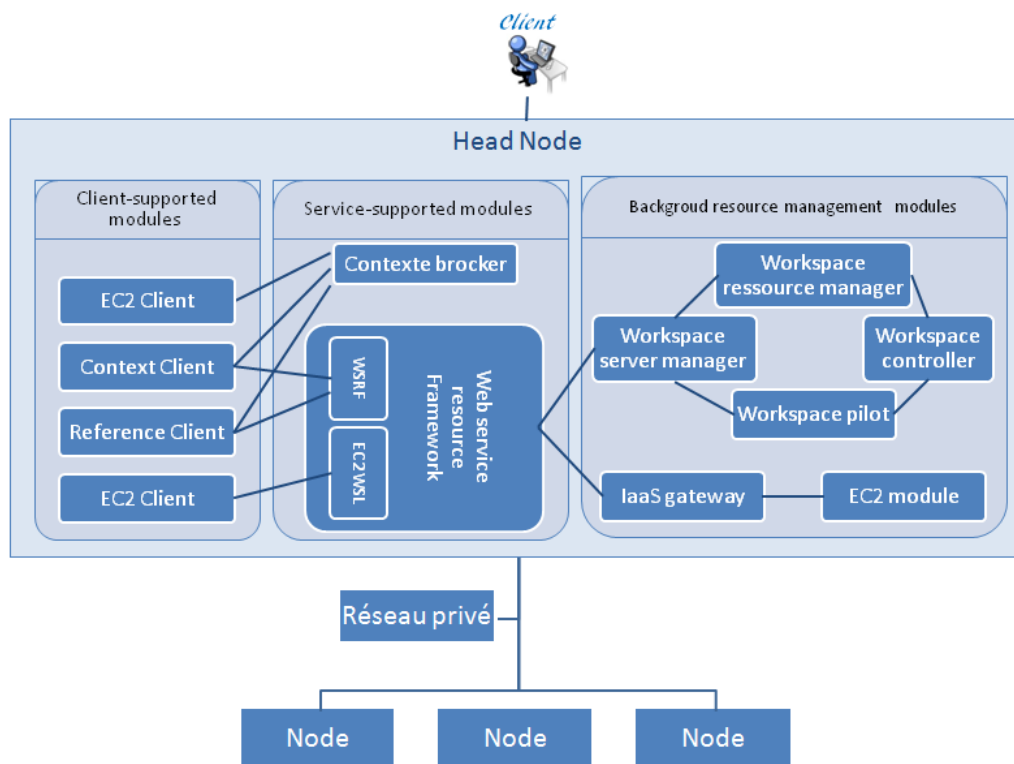 Client
Head Node
Client-supported
modules
Service-supported modules
Backgroud resource management modules
EC2 Client
Context Client
Reference Client
EC2 Client
Contexte brocker
WSRF
EC2WSL
Web service
resource
Framework
Workspace
ressource manager
Workspace
server manager
Workspace
controller
Workspace pilot
IaaS gateway
EC2 module
Réseau privé
Node
Node
Node